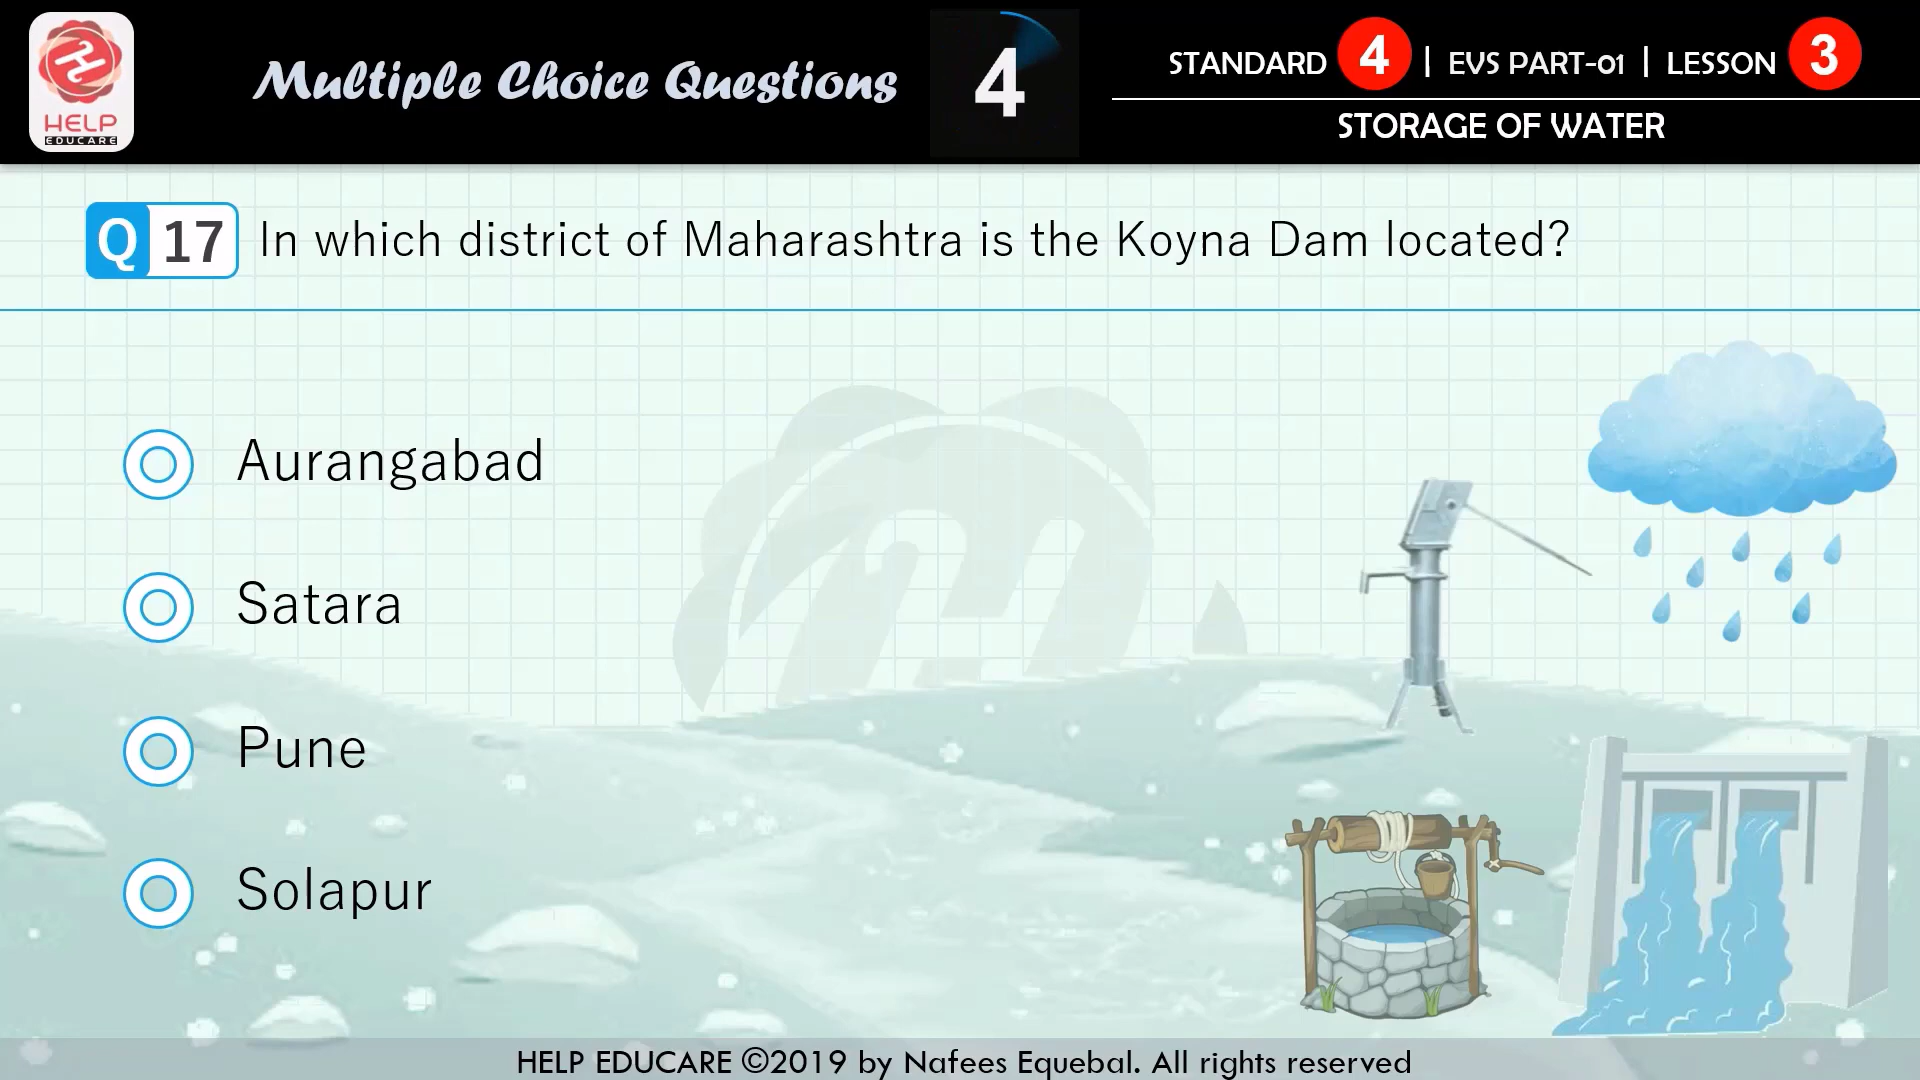 HELP
EDUCARE
Multiple Choice Questions
4
STANDARD 4 | EVS PART-01 | LESSON 3
STORAGE OF WATER
Q 17 In which district of Maharashtra is the Koyna Dam located?
Aurangabad
Satara
Pune
Solapur
HELP EDUCARE ©2019 by Nafees Equebal. All rights reserved